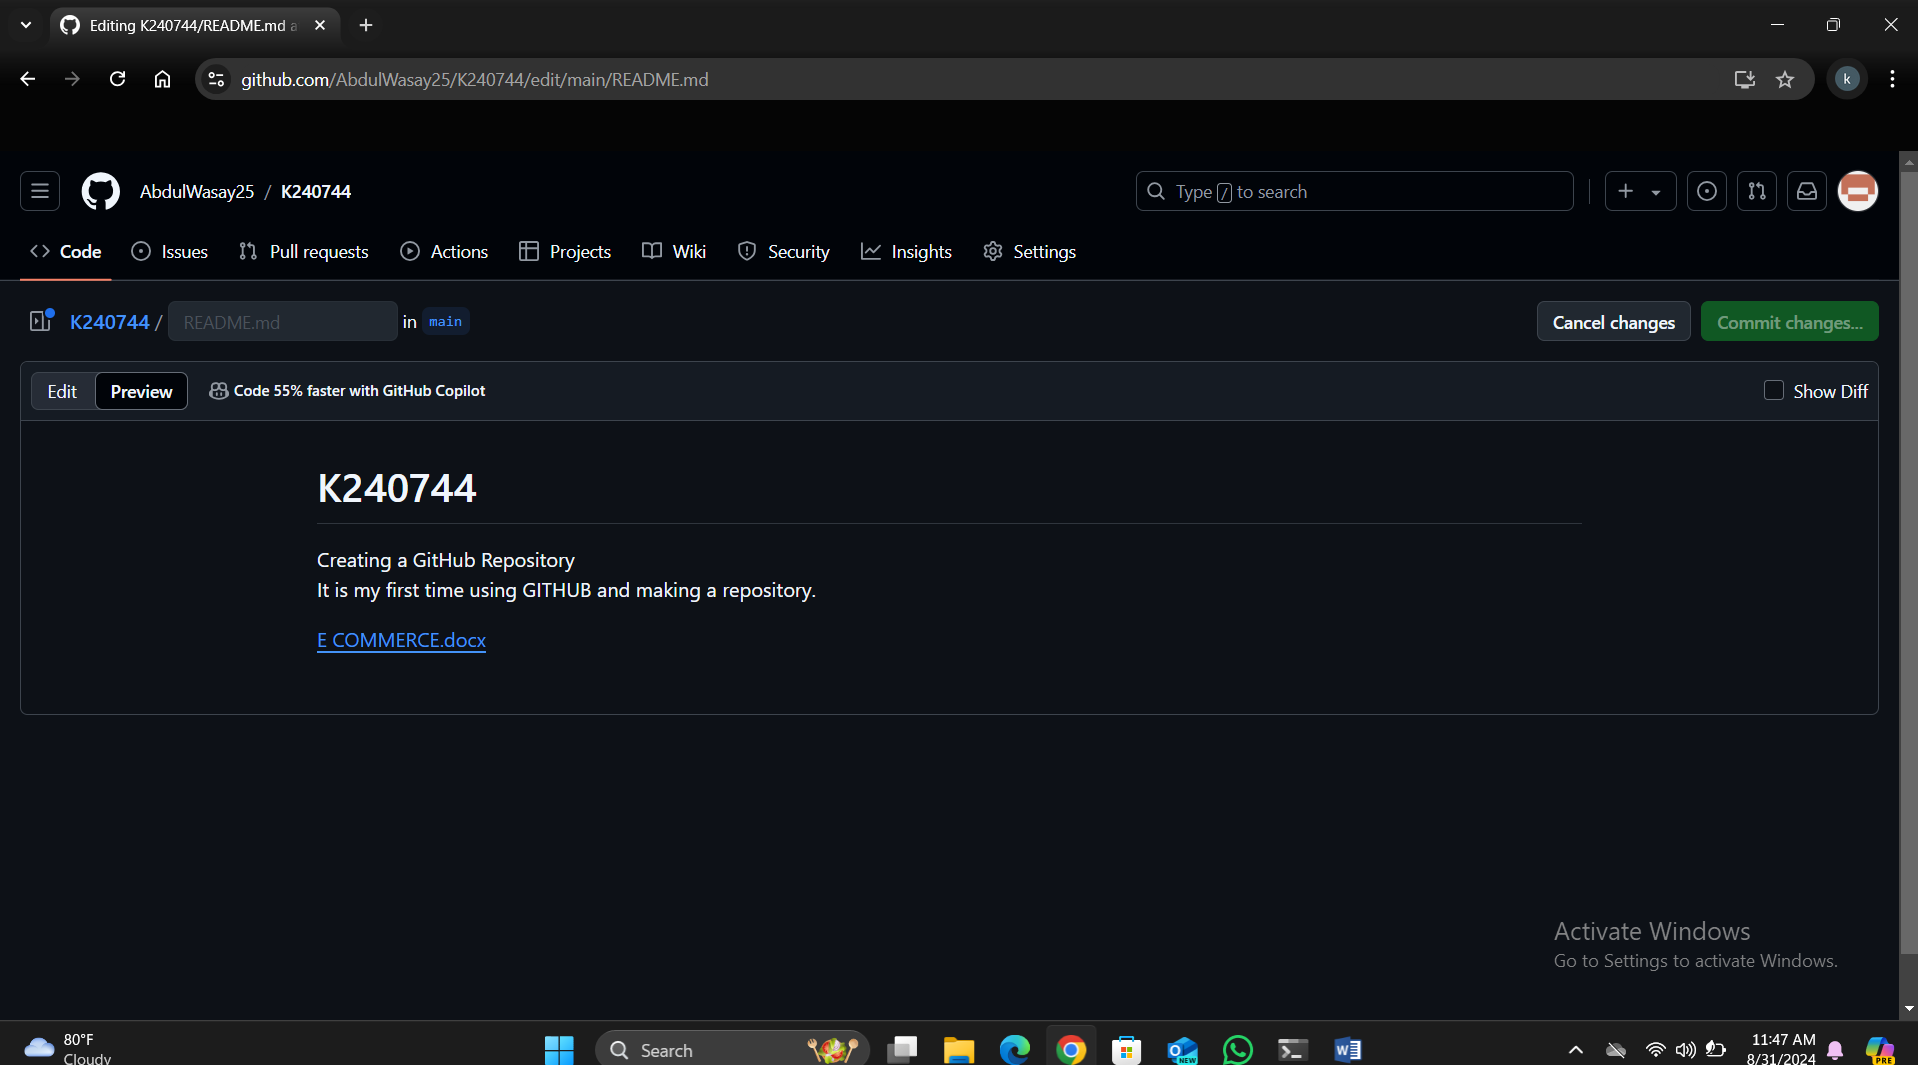 Editing K240744/README.md a
github.com/AbdulWasay25/K240744/edit/main/README.md
k
AbdulWasay25 / K240744
Type / to search
Code
Issues
Pull requests
Actions
Projects
Wiki
Security
Insights
Settings
K240744 / README.md in main
Cancel changes
Commit changes...
Edit
Preview
Code 55% faster with GitHub Copilot
Show Diff
K240744
Creating a GitHub Repository
It is my first time using GITHUB and making a repository.
E COMMERCE.docx
Activate Windows
Go to Settings to activate Windows.
80°F
Cloudy
Search
NEW
11:47 AM
8/31/2024
PRE